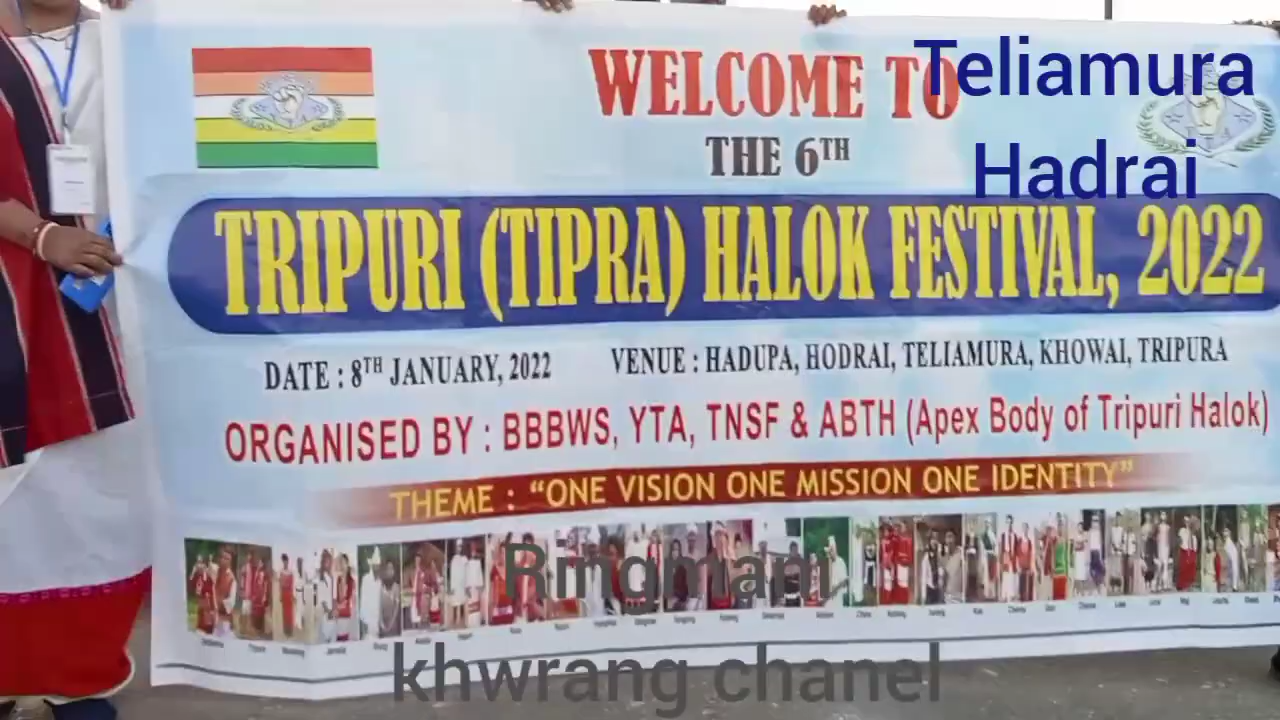 WELCOME TO
Teliamura
Hadrai
THE 6TH
TRIPURI (TIPRA) HALOK FESTIVAL, 2022
DATE : 8TH JANUARY, 2022 VENUE : HADUPA, HODRAI, TELIAMURA, KHOWAI, TRIPURA
ORGANISED BY : BBBWS, YTA, TNSF & ABTH (Apex Body of Tripuri Halok)
THEME : "ONE VISION ONE MISSION ONE IDENTITY"
Ringmani
khwrang chanel